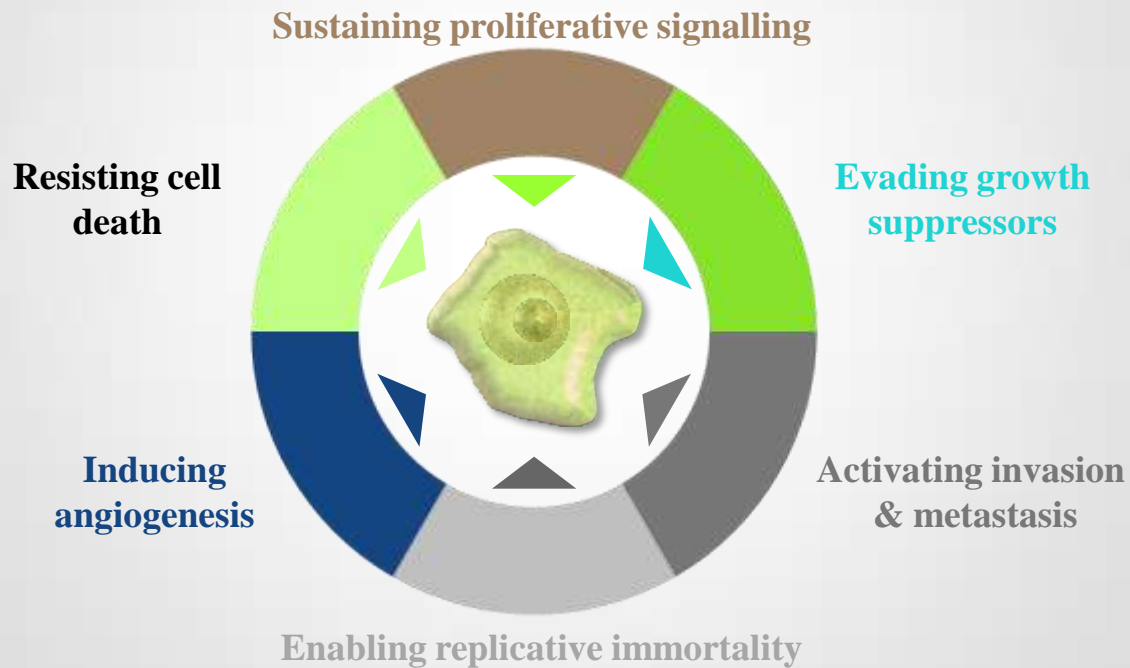 Sustaining proliferative signalling
Resisting cell
death
Evading growth
suppressors
Inducing
angiogenesis
Activating invasion
& metastasis
Enabling replicative immortality